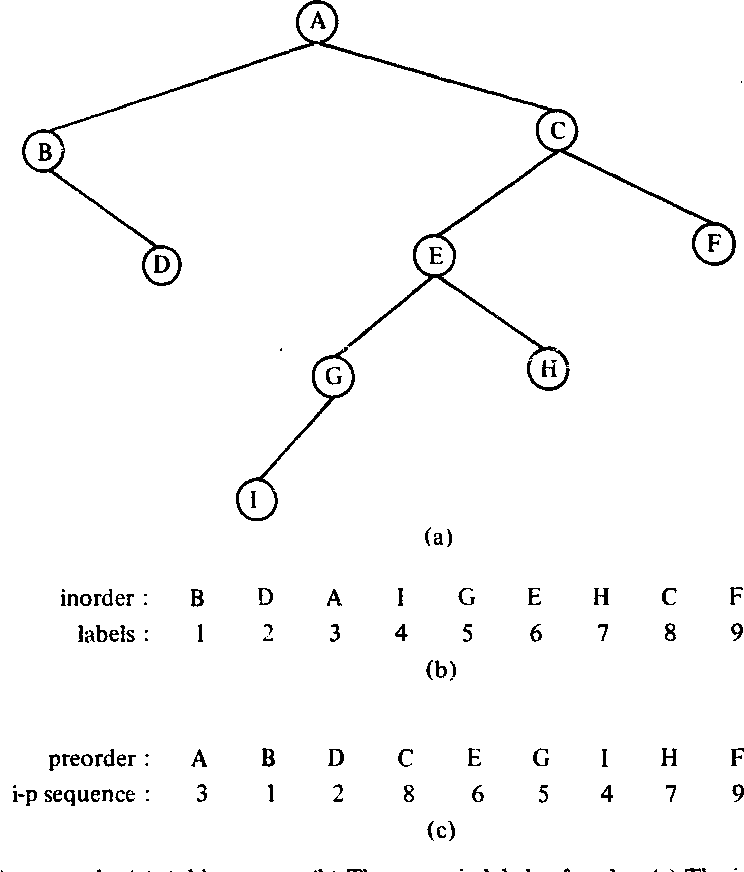 A
B
C
D
E
F
G
H
I
(a)
inorder : B D A I G E H C F
labels : 1 2 3 4 5 6 7 8 9
(b)
preorder : A B D C E G I H F
i-p sequence : 3 1 2 8 6 5 4 7 9
(c)